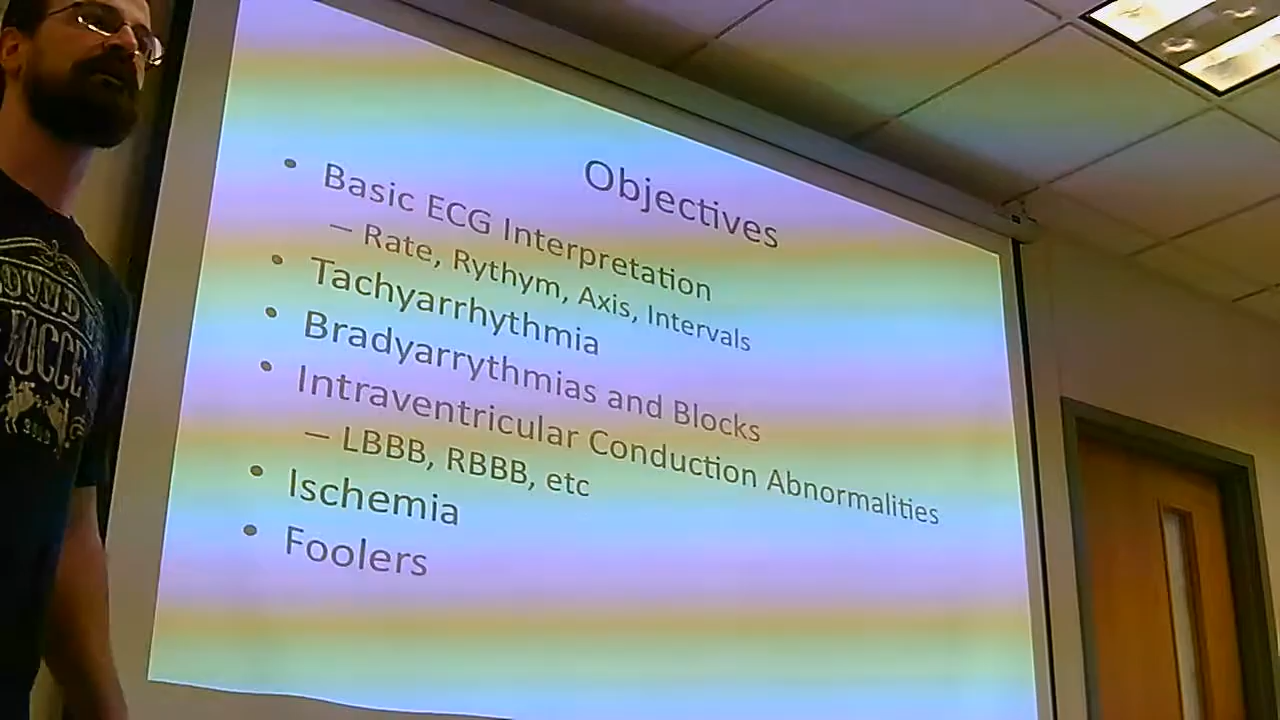 Objectives
• Basic ECG Interpretation
– Rate, Rythym, Axis, Intervals
• Tachyarrhythmia
• Bradyarrythmias and Blocks
• Intraventricular Conduction Abnormalities
– LBBB, RBBB, etc
• Ischemia
• Foolers